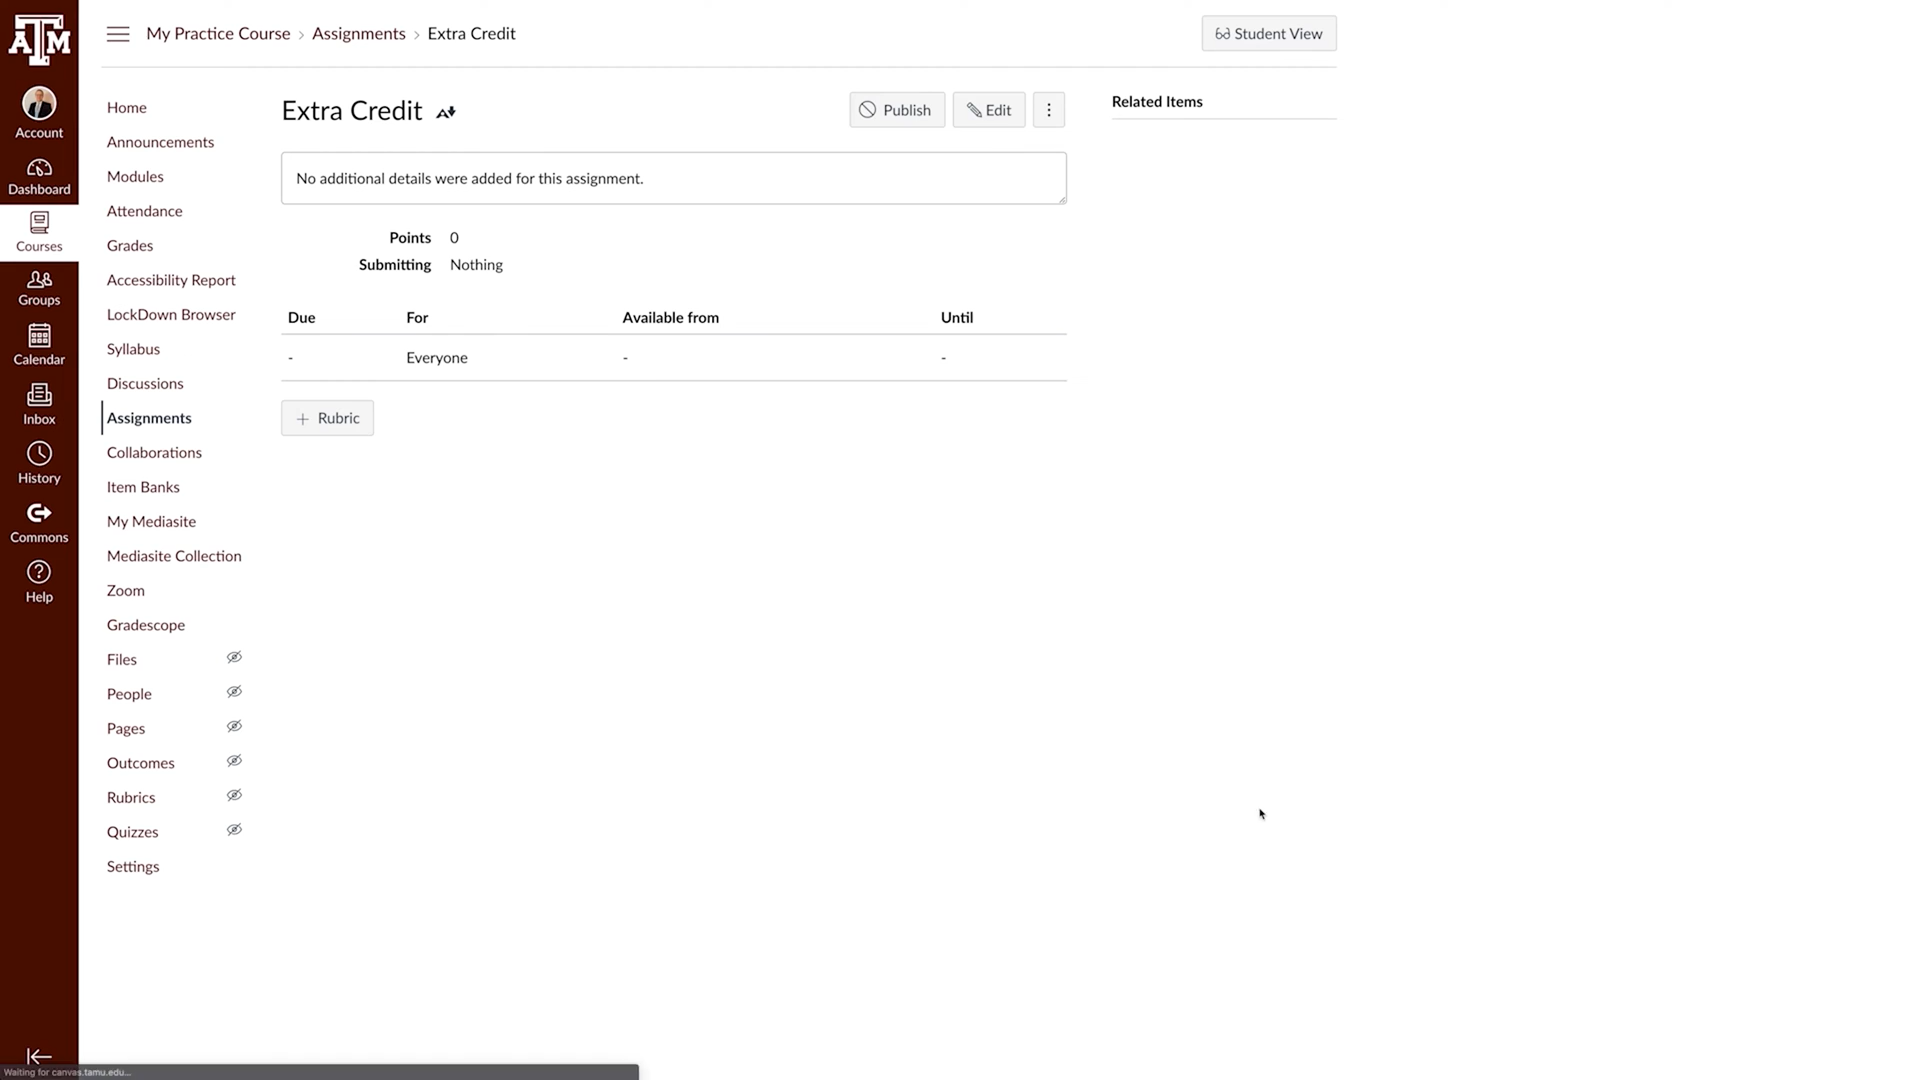 ATM
Account
Dashboard
Courses
Groups
Calendar
Inbox
History
Commons
Help
My Practice Course › Assignments › Extra Credit
Student View
Home
Announcements
Modules
Attendance
Grades
Accessibility Report
LockDown Browser
Syllabus
Discussions
Assignments
Collaborations
Item Banks
My Mediasite
Mediasite Collection
Zoom
Gradescope
Files
People
Pages
Outcomes
Rubrics
Quizzes
Settings
Extra Credit
Publish
Edit
No additional details were added for this assignment.
Points 0
Submitting Nothing
Due For Available from Until
- Everyone - -
+ Rubric
Related Items
Waiting for canvas.tamu.edu...